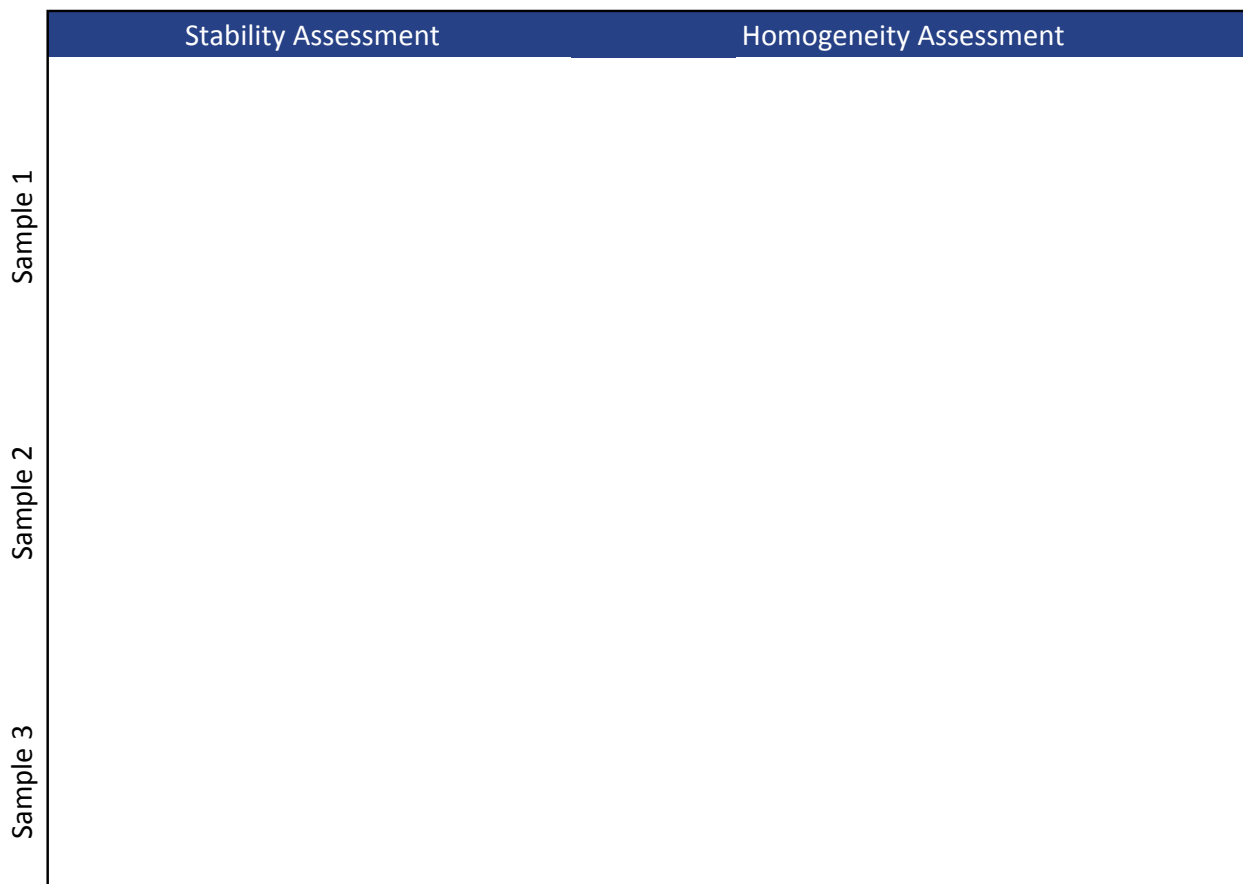 Stability Assessment
Homogeneity Assessment
Sample 1
Sample 2
Sample 3